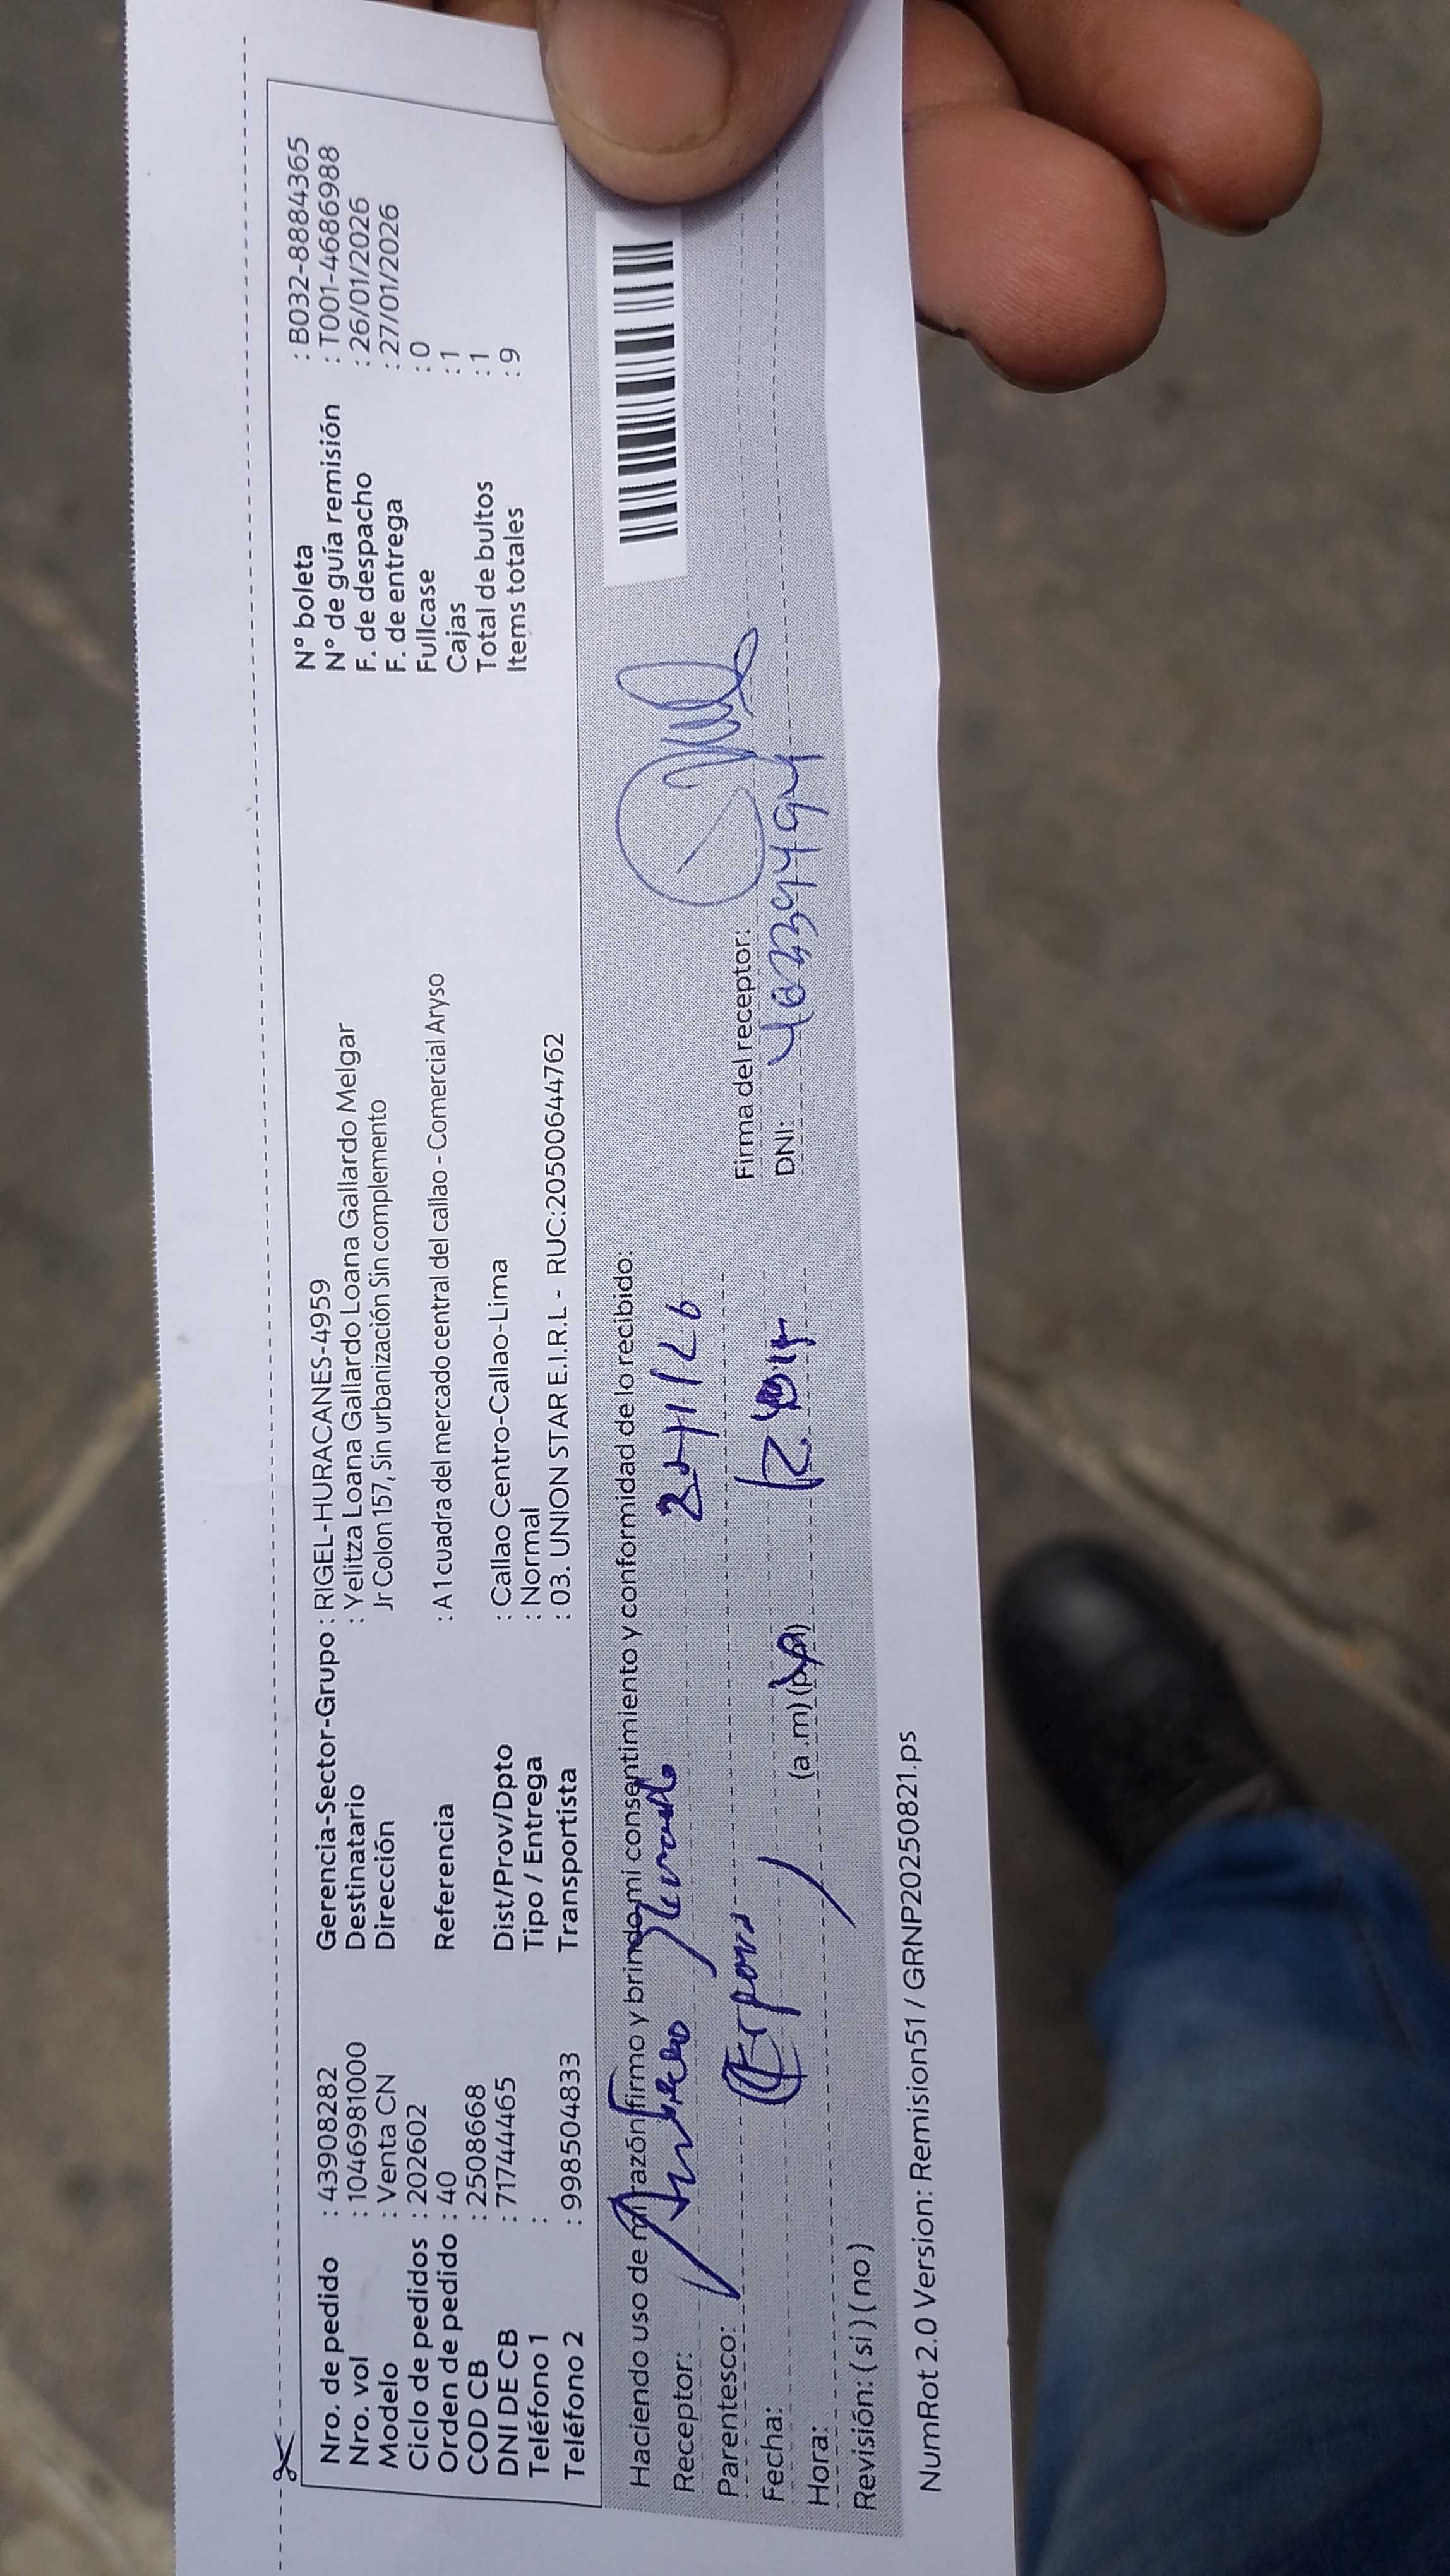 Nro. de pedido : 43908282 Gerencia-Sector-Grupo : RIGEL-HURACANES-4959 N° boleta : B032-8884365
Nro. vol : 1046981000 Destinatario : Yelitza Loana Gallardo Loana Gallardo Melgar N° de guía remisión : T001-4686988
Modelo : Venta CN Dirección Jr Colon 157, Sin urbanización Sin complemento F. de despacho : 26/01/2026
Ciclo de pedidos : 202602 F. de entrega : 27/01/2026
Orden de pedido : 40 Referencia : A 1 cuadra del mercado central del callao - Comercial Aryso Fullcase : 0
COD CB : 2508668 Cajas : 1
DNI DE CB : 71744465 Dist/Prov/Dpto : Callao Centro-Callao-Lima Total de bultos : 1
Teléfono 1 : Tipo / Entrega : Normal Items totales : 9
Teléfono 2 : 998504833 Transportista : 03. UNION STAR E.I.R.L - RUC:20500644762
Haciendo uso de mi razón firmo y brindo mi consentimiento y conformidad de lo recibido:
Receptor:
Parentesco: Firma del receptor:
Fecha: DNI:
Hora: (a .m) (p.m)
Revisión: ( si ) ( no )
NumRot 2.0 Version: Remision51 / GRNP20250821.ps